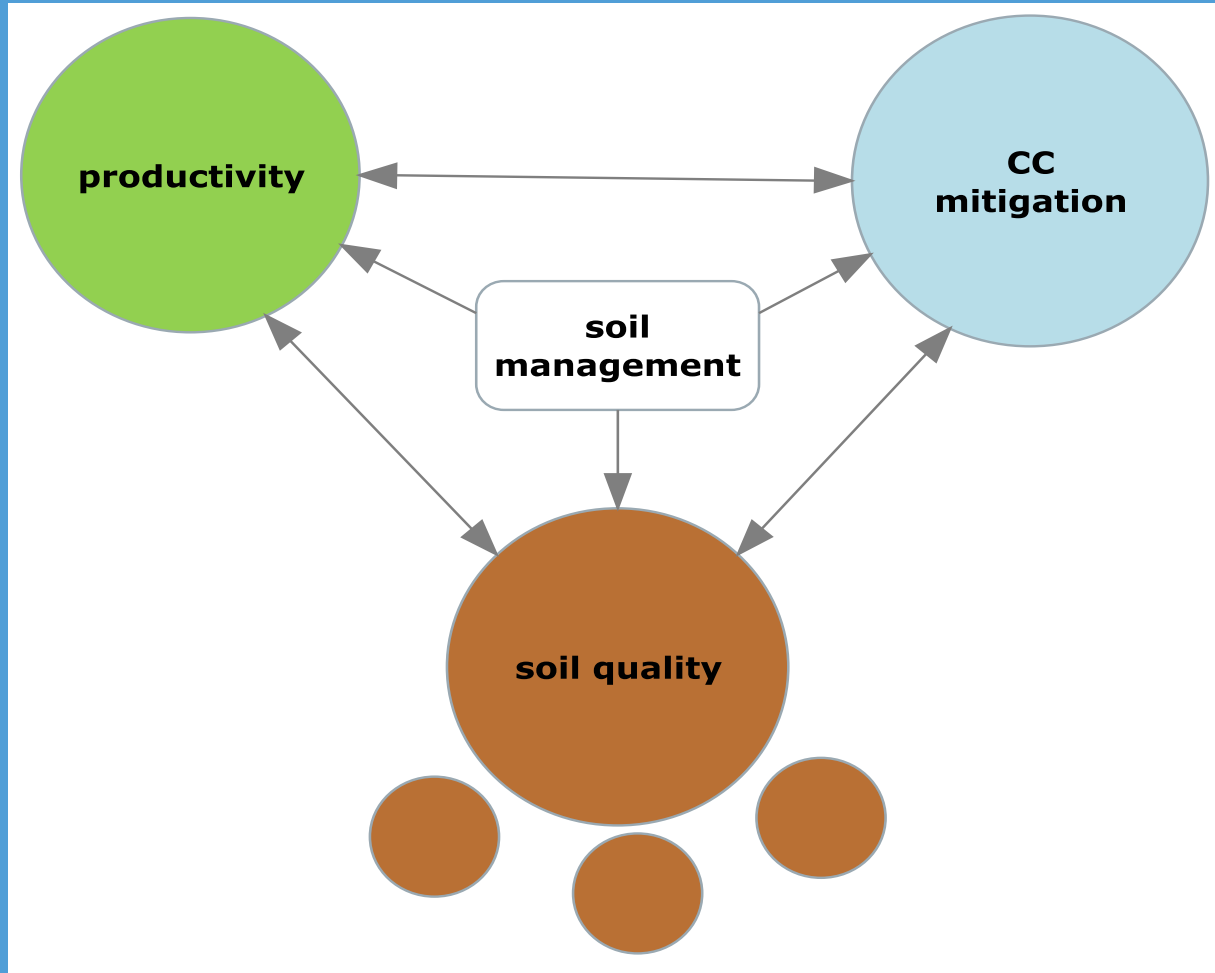 productivity
CC
mitigation
soil
management
soil quality